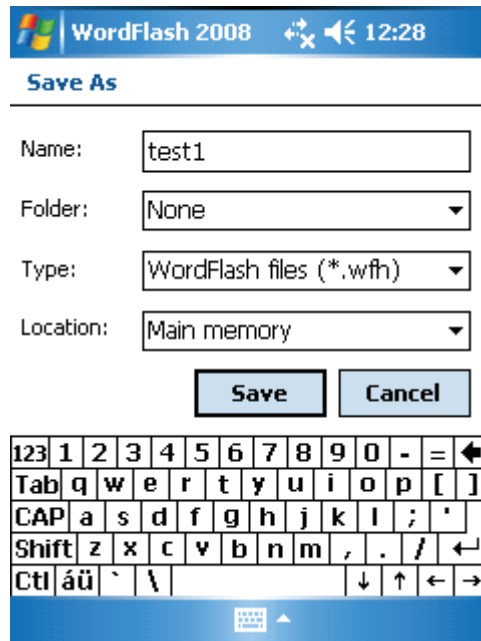 WordFlash 2008 12:28
Save As
Name: test1
Folder: None
Type: WordFlash files (*.wfh)
Location: Main memory
Save Cancel
123 1 2 3 4 5 6 7 8 9 0 - = 
Tab q w e r t y u i o p [ ]
CAP a s d f g h j k l ; '
Shift z x c v b n m , . / ↵
Ctl áü ` \ ↓ ↑ ← →